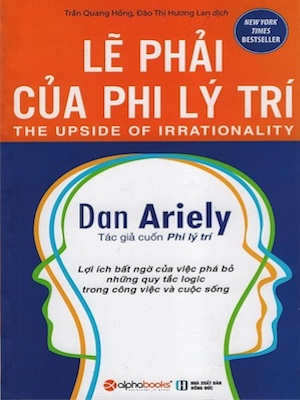 Trần Quang Hồng, Đào Thị Hương Lan dịch
NEW YORK
TIMES
BESTSELLER
LẼ PHẢI
CỦA PHI LÝ TRÍ
THE UPSIDE OF IRRATIONALITY
Dan Ariely
Tác giả cuốn Phi lý trí
Lợi ích bất ngờ của việc phá bỏ
những quy tắc logic
trong công việc và cuộc sống
alphabooks
NHÀ XUẤT BẢN
HỒNG ĐỨC